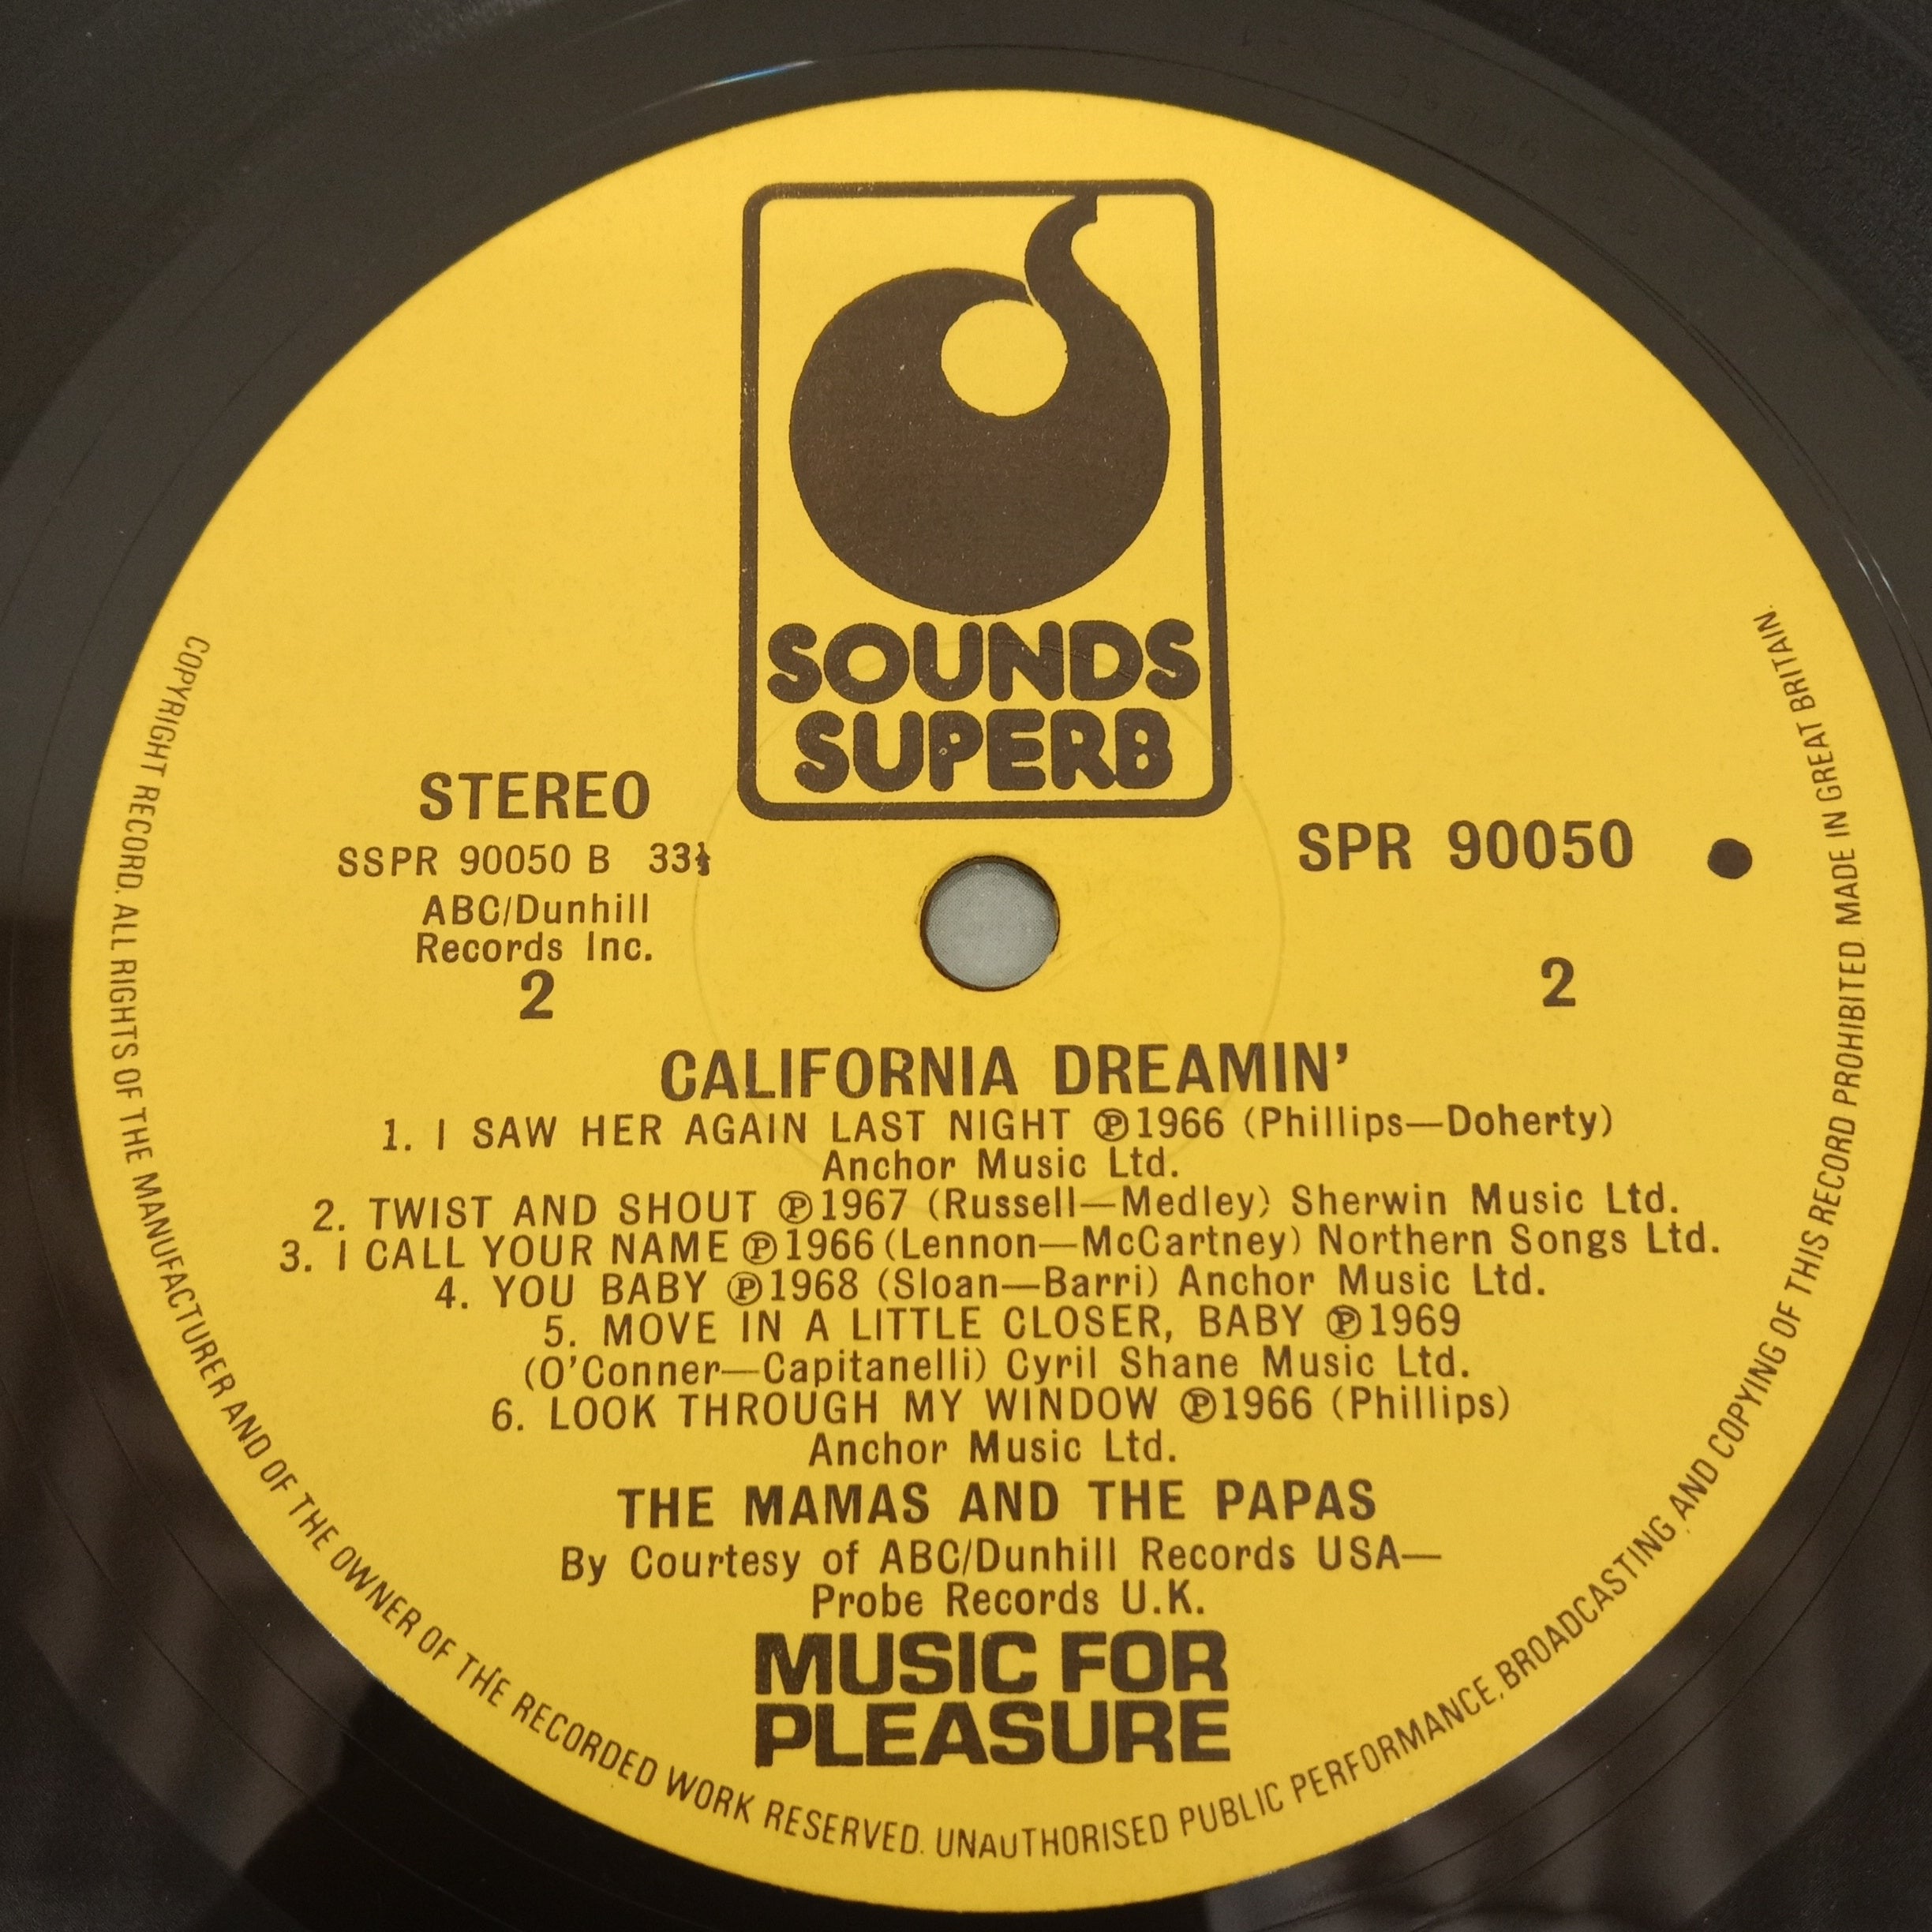 SOUNDS
SUPERB
STEREO
SSPR 90050 B 33⅓
ABC/Dunhill
Records Inc.
2
SPR 90050
2
CALIFORNIA DREAMIN’
1. I SAW HER AGAIN LAST NIGHT ℗1966 (Phillips—Doherty)
Anchor Music Ltd.
2. TWIST AND SHOUT ℗1967 (Russell—Medley) Sherwin Music Ltd.
3. I CALL YOUR NAME ℗1966 (Lennon—McCartney) Northern Songs Ltd.
4. YOU BABY ℗1968 (Sloan—Barri) Anchor Music Ltd.
5. MOVE IN A LITTLE CLOSER, BABY ℗1969
(O’Conner—Capitanelli) Cyril Shane Music Ltd.
6. LOOK THROUGH MY WINDOW ℗1966 (Phillips)
Anchor Music Ltd.
THE MAMAS AND THE PAPAS
By Courtesy of ABC/Dunhill Records USA—
Probe Records U.K.
MUSIC FOR
PLEASURE
COPYRIGHT RECORD. ALL RIGHTS OF THE MANUFACTURER AND OF THE OWNER OF THE RECORDED WORK RESERVED. UNAUTHORISED PUBLIC PERFORMANCE, BROADCASTING AND COPYING OF THIS RECORD PROHIBITED. MADE IN GREAT BRITAIN.